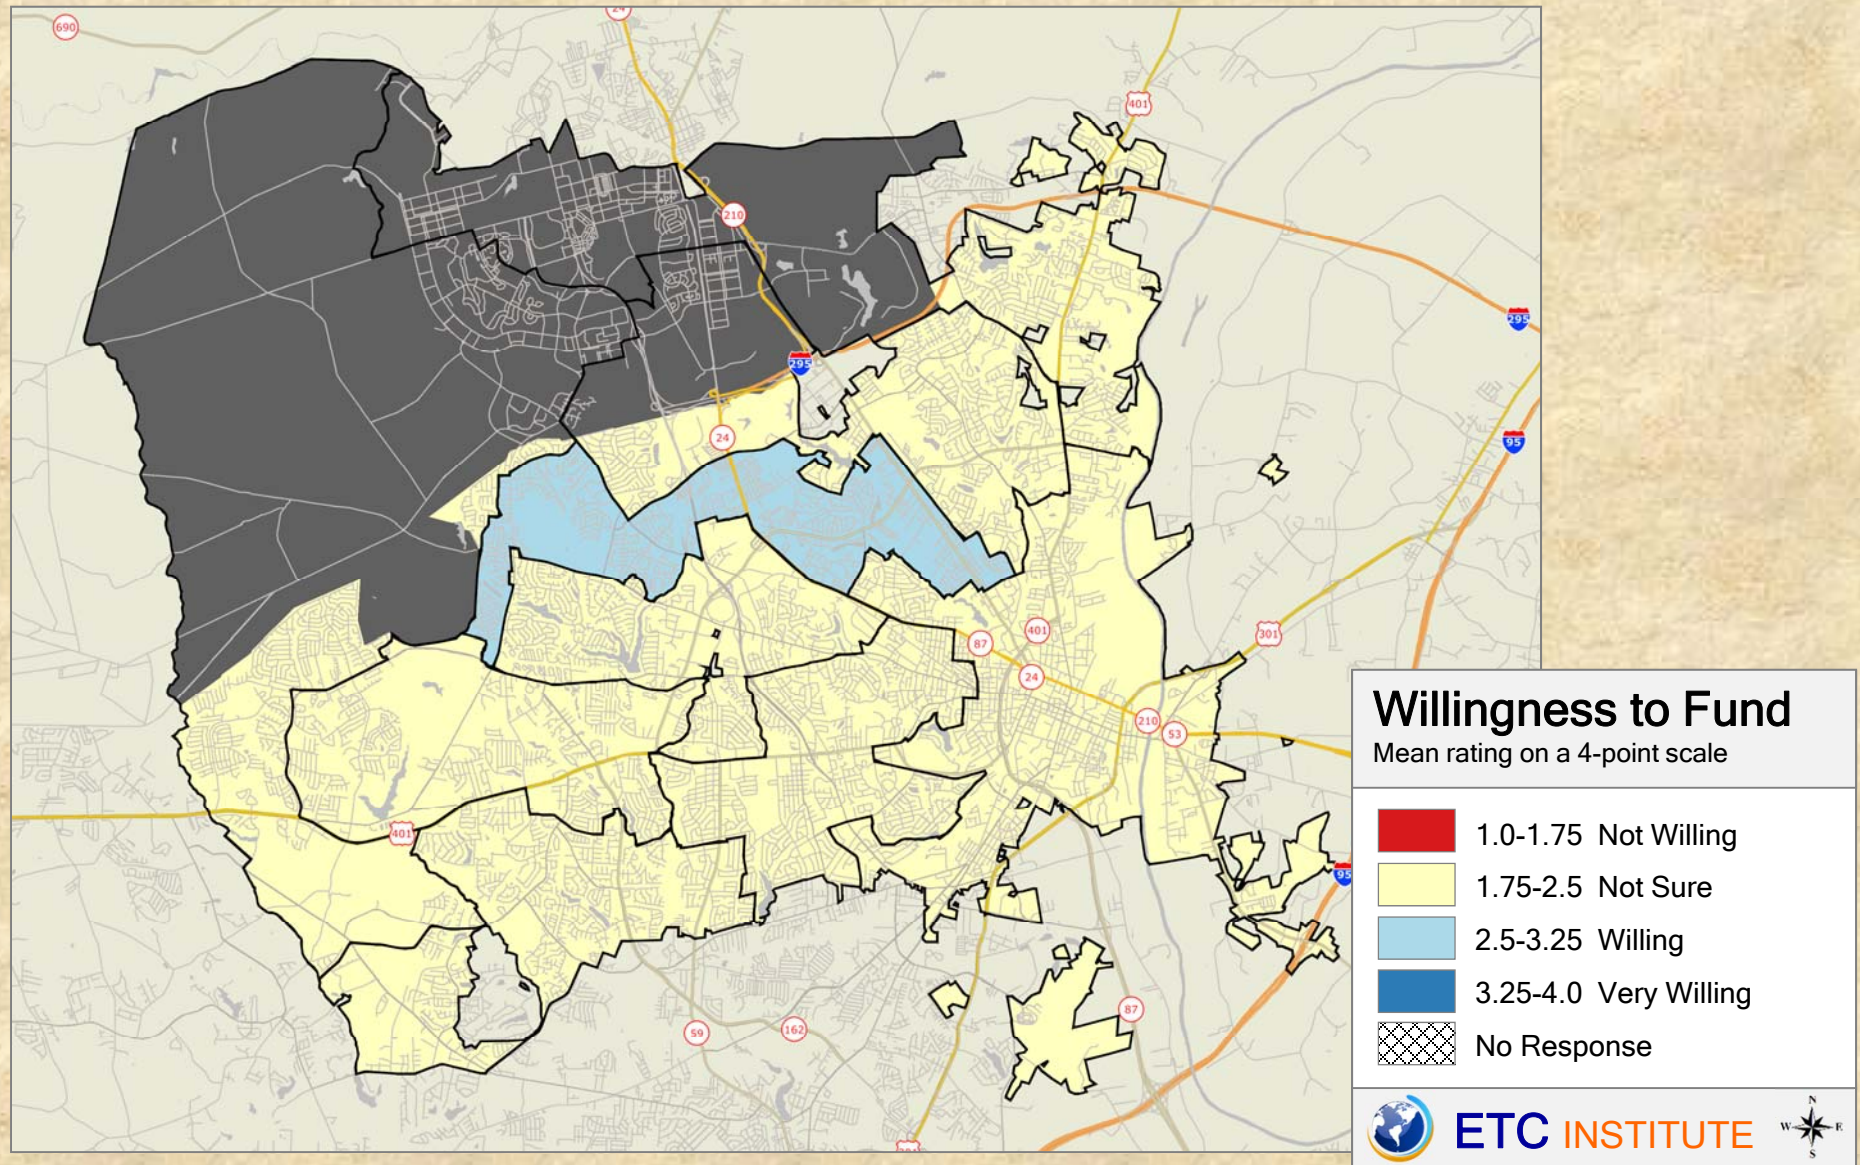 690
24
401
210
295
295
24
95
301
401
87
24
210
53
401
95
87
59
162
Willingness to Fund
Mean rating on a 4-point scale
1.0-1.75 Not Willing
1.75-2.5 Not Sure
2.5-3.25 Willing
3.25-4.0 Very Willing
No Response
ETC INSTITUTE
N
W E
S